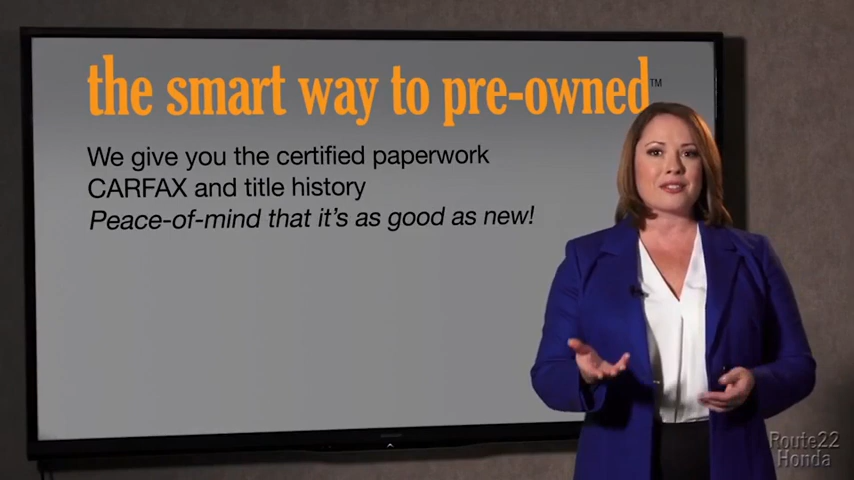 the smart way to pre-owned™
We give you the certified paperwork
CARFAX and title history
Peace-of-mind that it's as good as new!
Route22
Honda